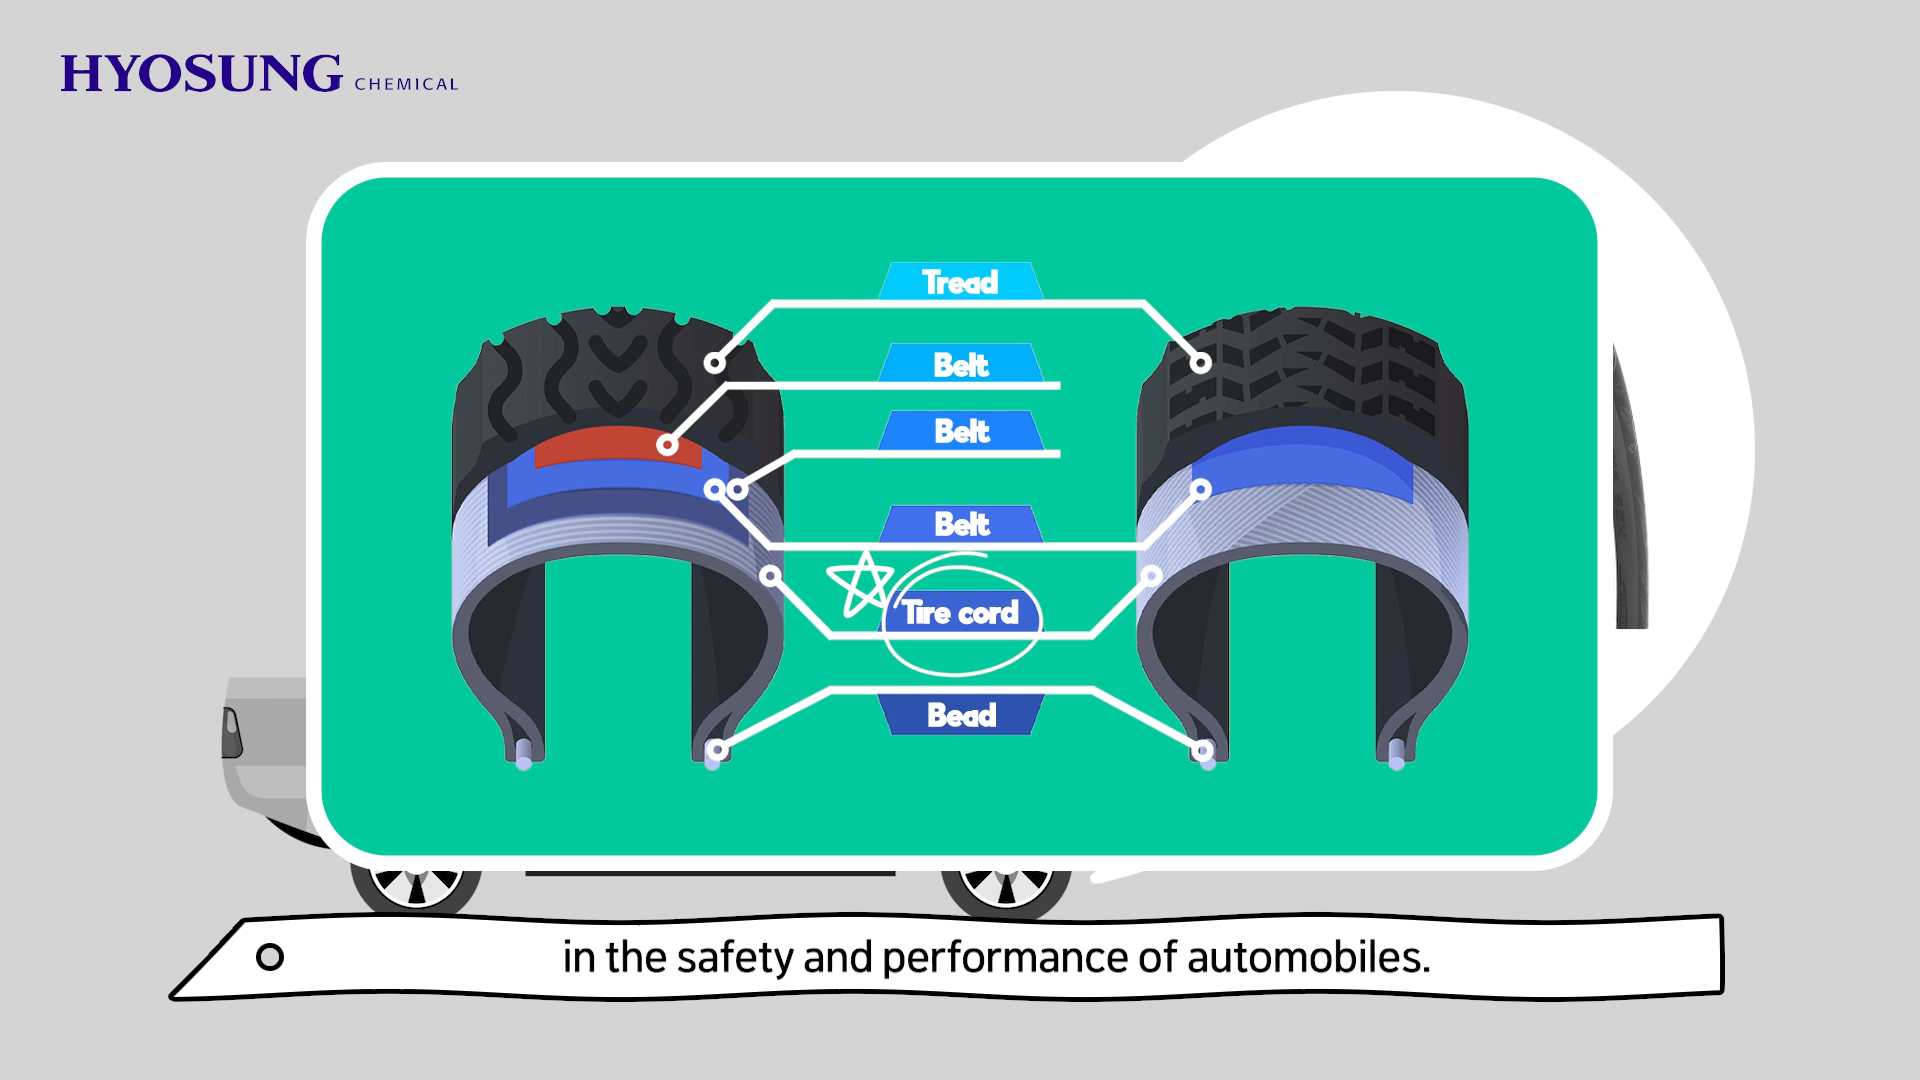 HYOSUNG CHEMICAL
Tread
Belt
Belt
Belt
Tire cord
Bead
in the safety and performance of automobiles.